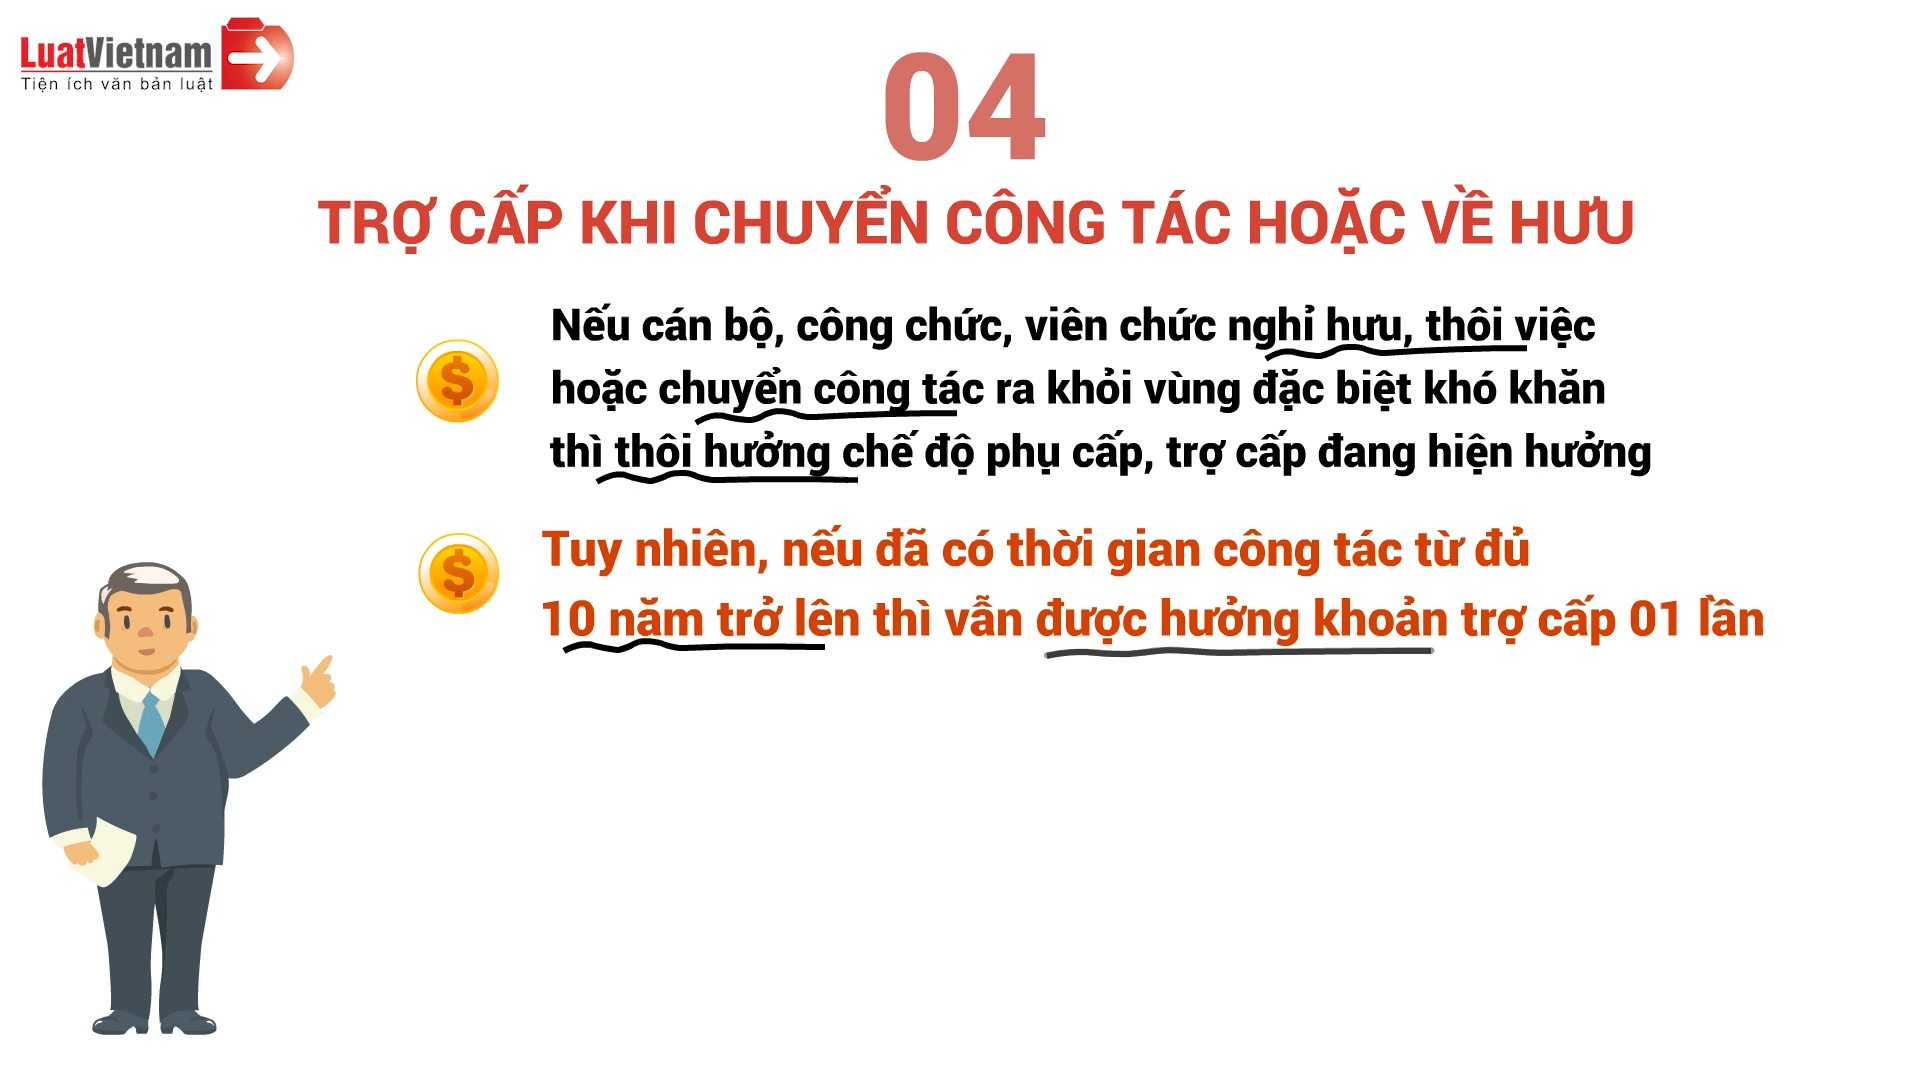 LuatVietnam
Tiện ích văn bản luật
04
TRỢ CẤP KHI CHUYỂN CÔNG TÁC HOẶC VỀ HƯU
Nếu cán bộ, công chức, viên chức nghỉ hưu, thôi việc
hoặc chuyển công tác ra khỏi vùng đặc biệt khó khăn
thì thôi hưởng chế độ phụ cấp, trợ cấp đang hiện hưởng
Tuy nhiên, nếu đã có thời gian công tác từ đủ
10 năm trở lên thì vẫn được hưởng khoản trợ cấp 01 lần